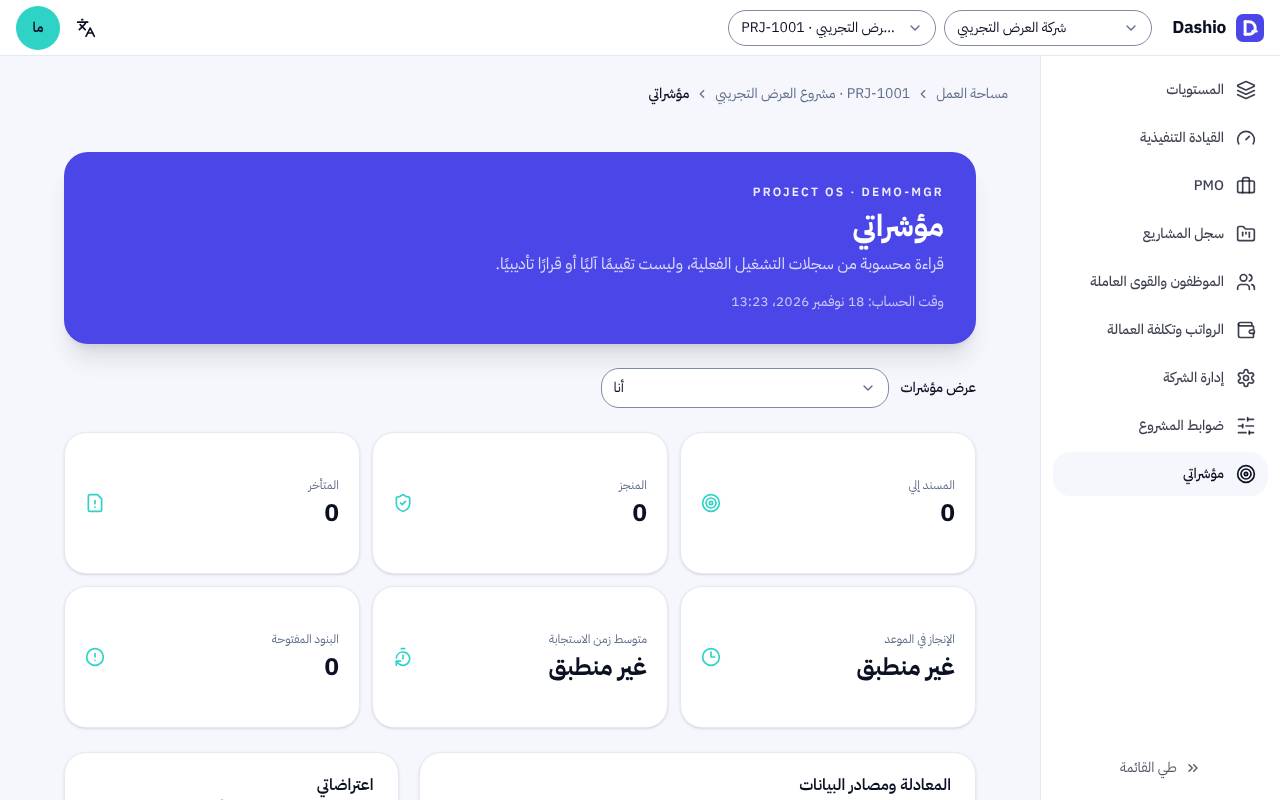 Dashio
شركة العرض التجريبي
PRJ-1001 · رض التجريبي...
ما
المستويات
القيادة التنفيذية
PMO
سجل المشاريع
الموظفون والقوى العاملة
الرواتب وتكلفة العمالة
إدارة الشركة
ضوابط المشروع
مؤشراتي
طي القائمة
مساحة العمل
PRJ-1001 · مشروع العرض التجريبي
مؤشراتي
PROJECT OS · DEMO-MGR
مؤشراتي
قراءة محسوبة من سجلات التشغيل الفعلية، وليست تقييمًا آليًا أو قرارًا تأديبيًا.
وقت الحساب: 18 نوفمبر 2026، 13:23
عرض مؤشرات
أنا
المسند إلي
0
المنجز
0
المتأخر
0
الإنجاز في الموعد
غير منطبق
متوسط زمن الاستجابة
غير منطبق
البنود المفتوحة
0
المعادلة ومصادر البيانات
اعتراضاتي